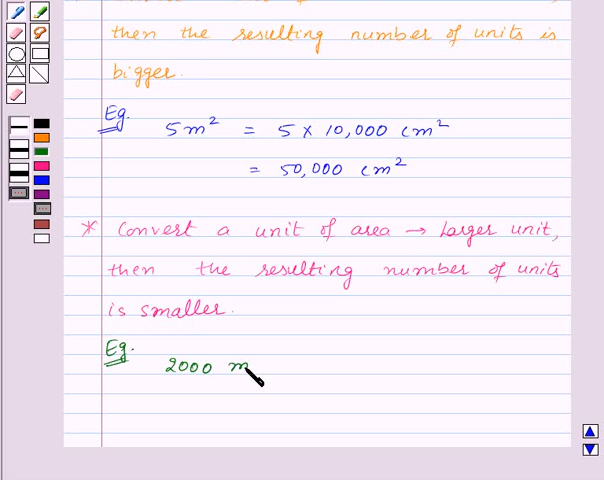 then the resulting number of units is
bigger.
Eg. 5m² = 5 × 10,000 cm²
= 50,000 cm²
* Convert a unit of area → Larger unit,
then the resulting number of units
is smaller.
Eg. 2000 m